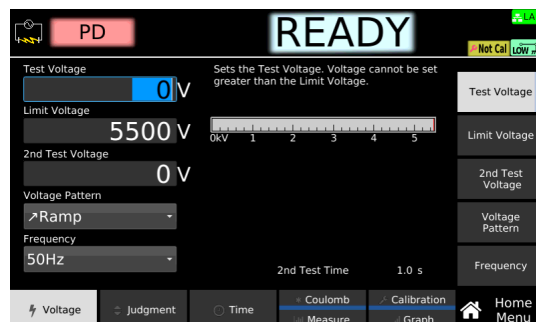 PD
READY
LA
Not Cal
LOW
Test Voltage
0 V
Limit Voltage
5500 V
2nd Test Voltage
0 V
Voltage Pattern
↗Ramp
Frequency
50Hz
Sets the Test Voltage. Voltage cannot be set
greater than the Limit Voltage.
0kV 1 2 3 4 5
2nd Test Time 1.0 s
Test Voltage
Limit Voltage
2nd Test
Voltage
Voltage
Pattern
Frequency
Voltage
Judgment
Time
Coulomb
Measure
Calibration
Graph
Home
Menu